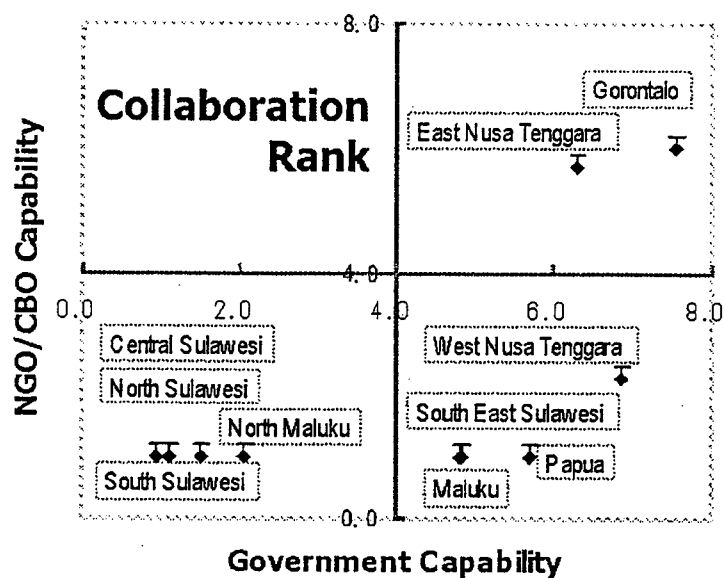 8.0
Gorontalo
Collaboration
Rank
East Nusa Tenggara
NGO/CBO Capability
4.0
0.0
2.0
4.0
6.0
8.0
Central Sulawesi
West Nusa Tenggara
North Sulawesi
South East Sulawesi
North Maluku
South Sulawesi
Maluku
Papua
0.0
Government Capability